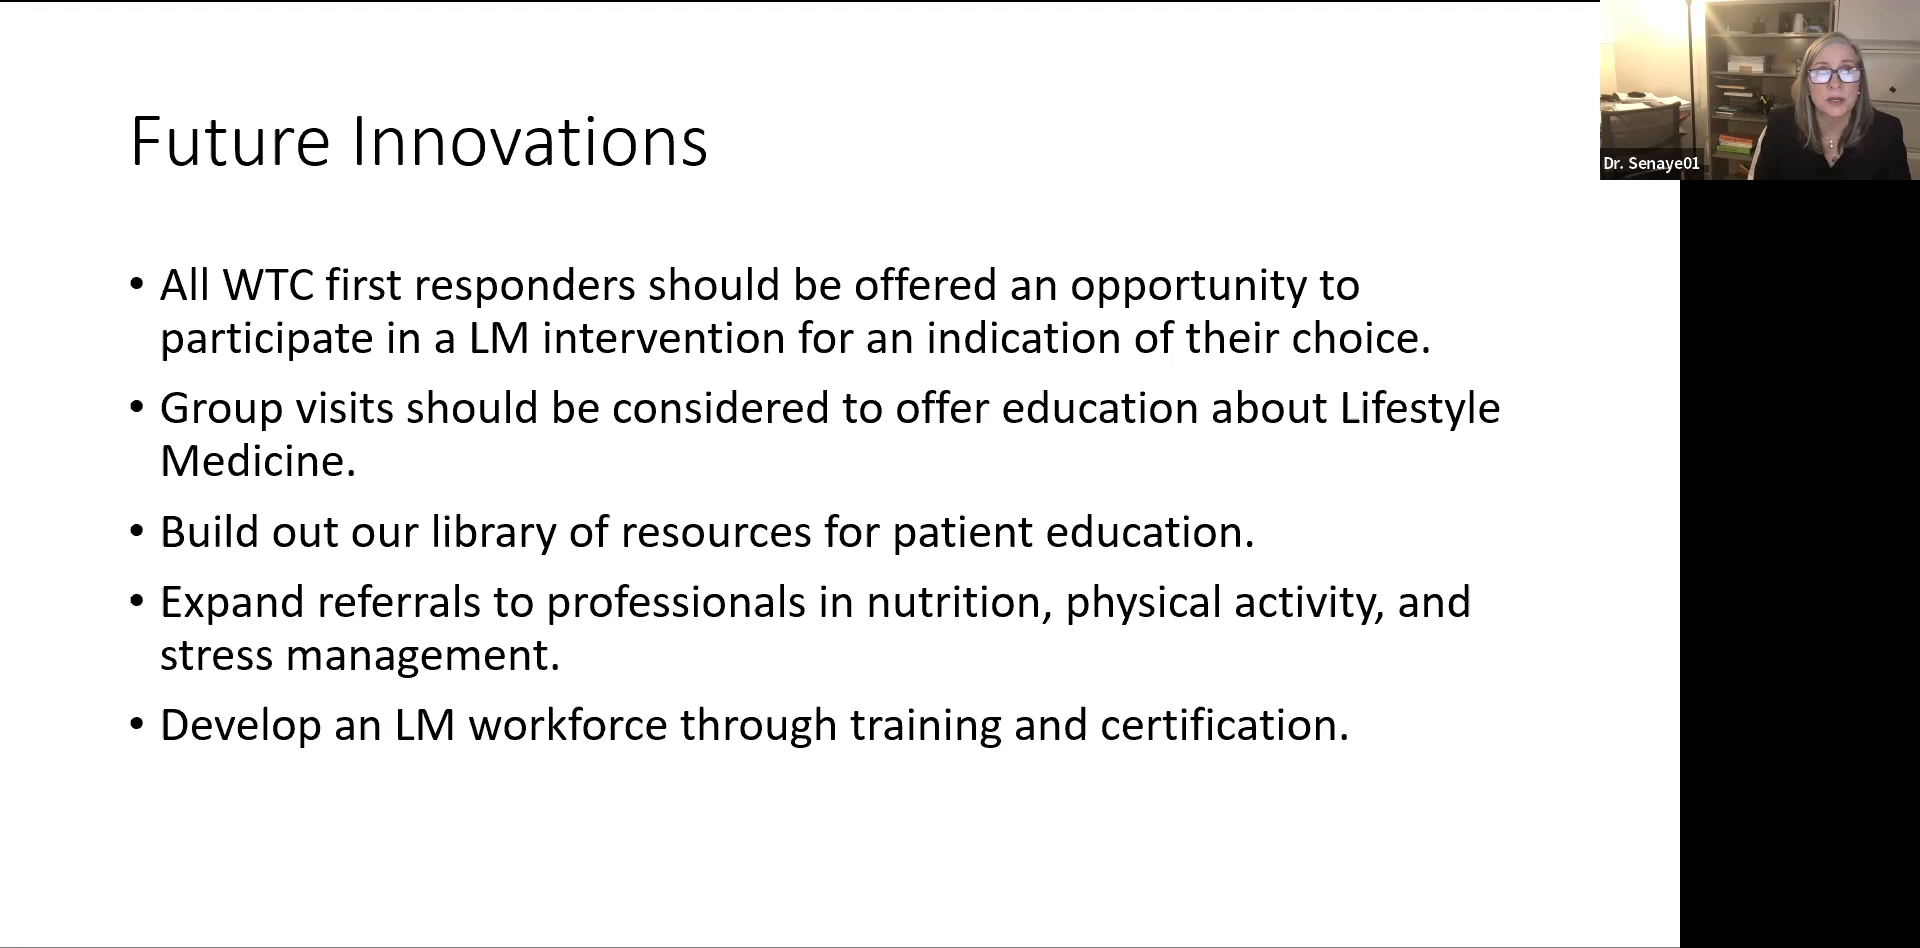 Future Innovations
• All WTC first responders should be offered an opportunity to
participate in a LM intervention for an indication of their choice.
• Group visits should be considered to offer education about Lifestyle
Medicine.
• Build out our library of resources for patient education.
• Expand referrals to professionals in nutrition, physical activity, and
stress management.
• Develop an LM workforce through training and certification.
Dr. Senaye01